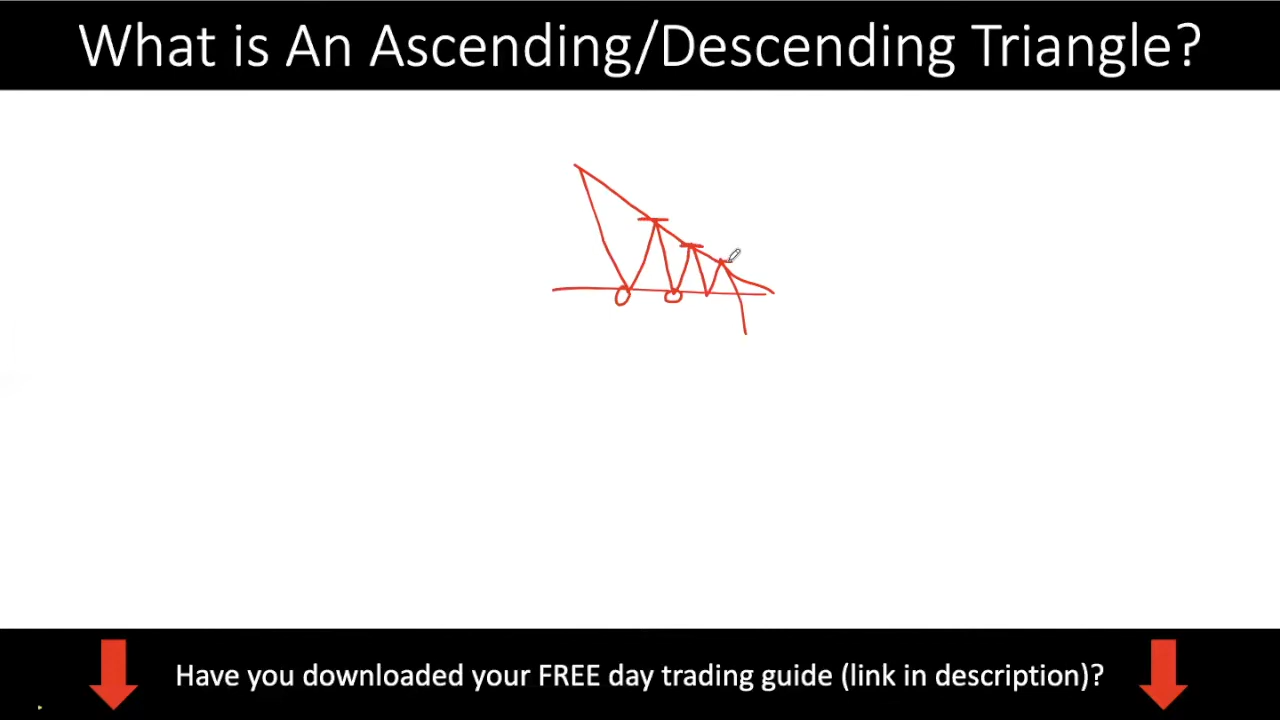 What is An Ascending/Descending Triangle?
Have you downloaded your FREE day trading guide (link in description)?